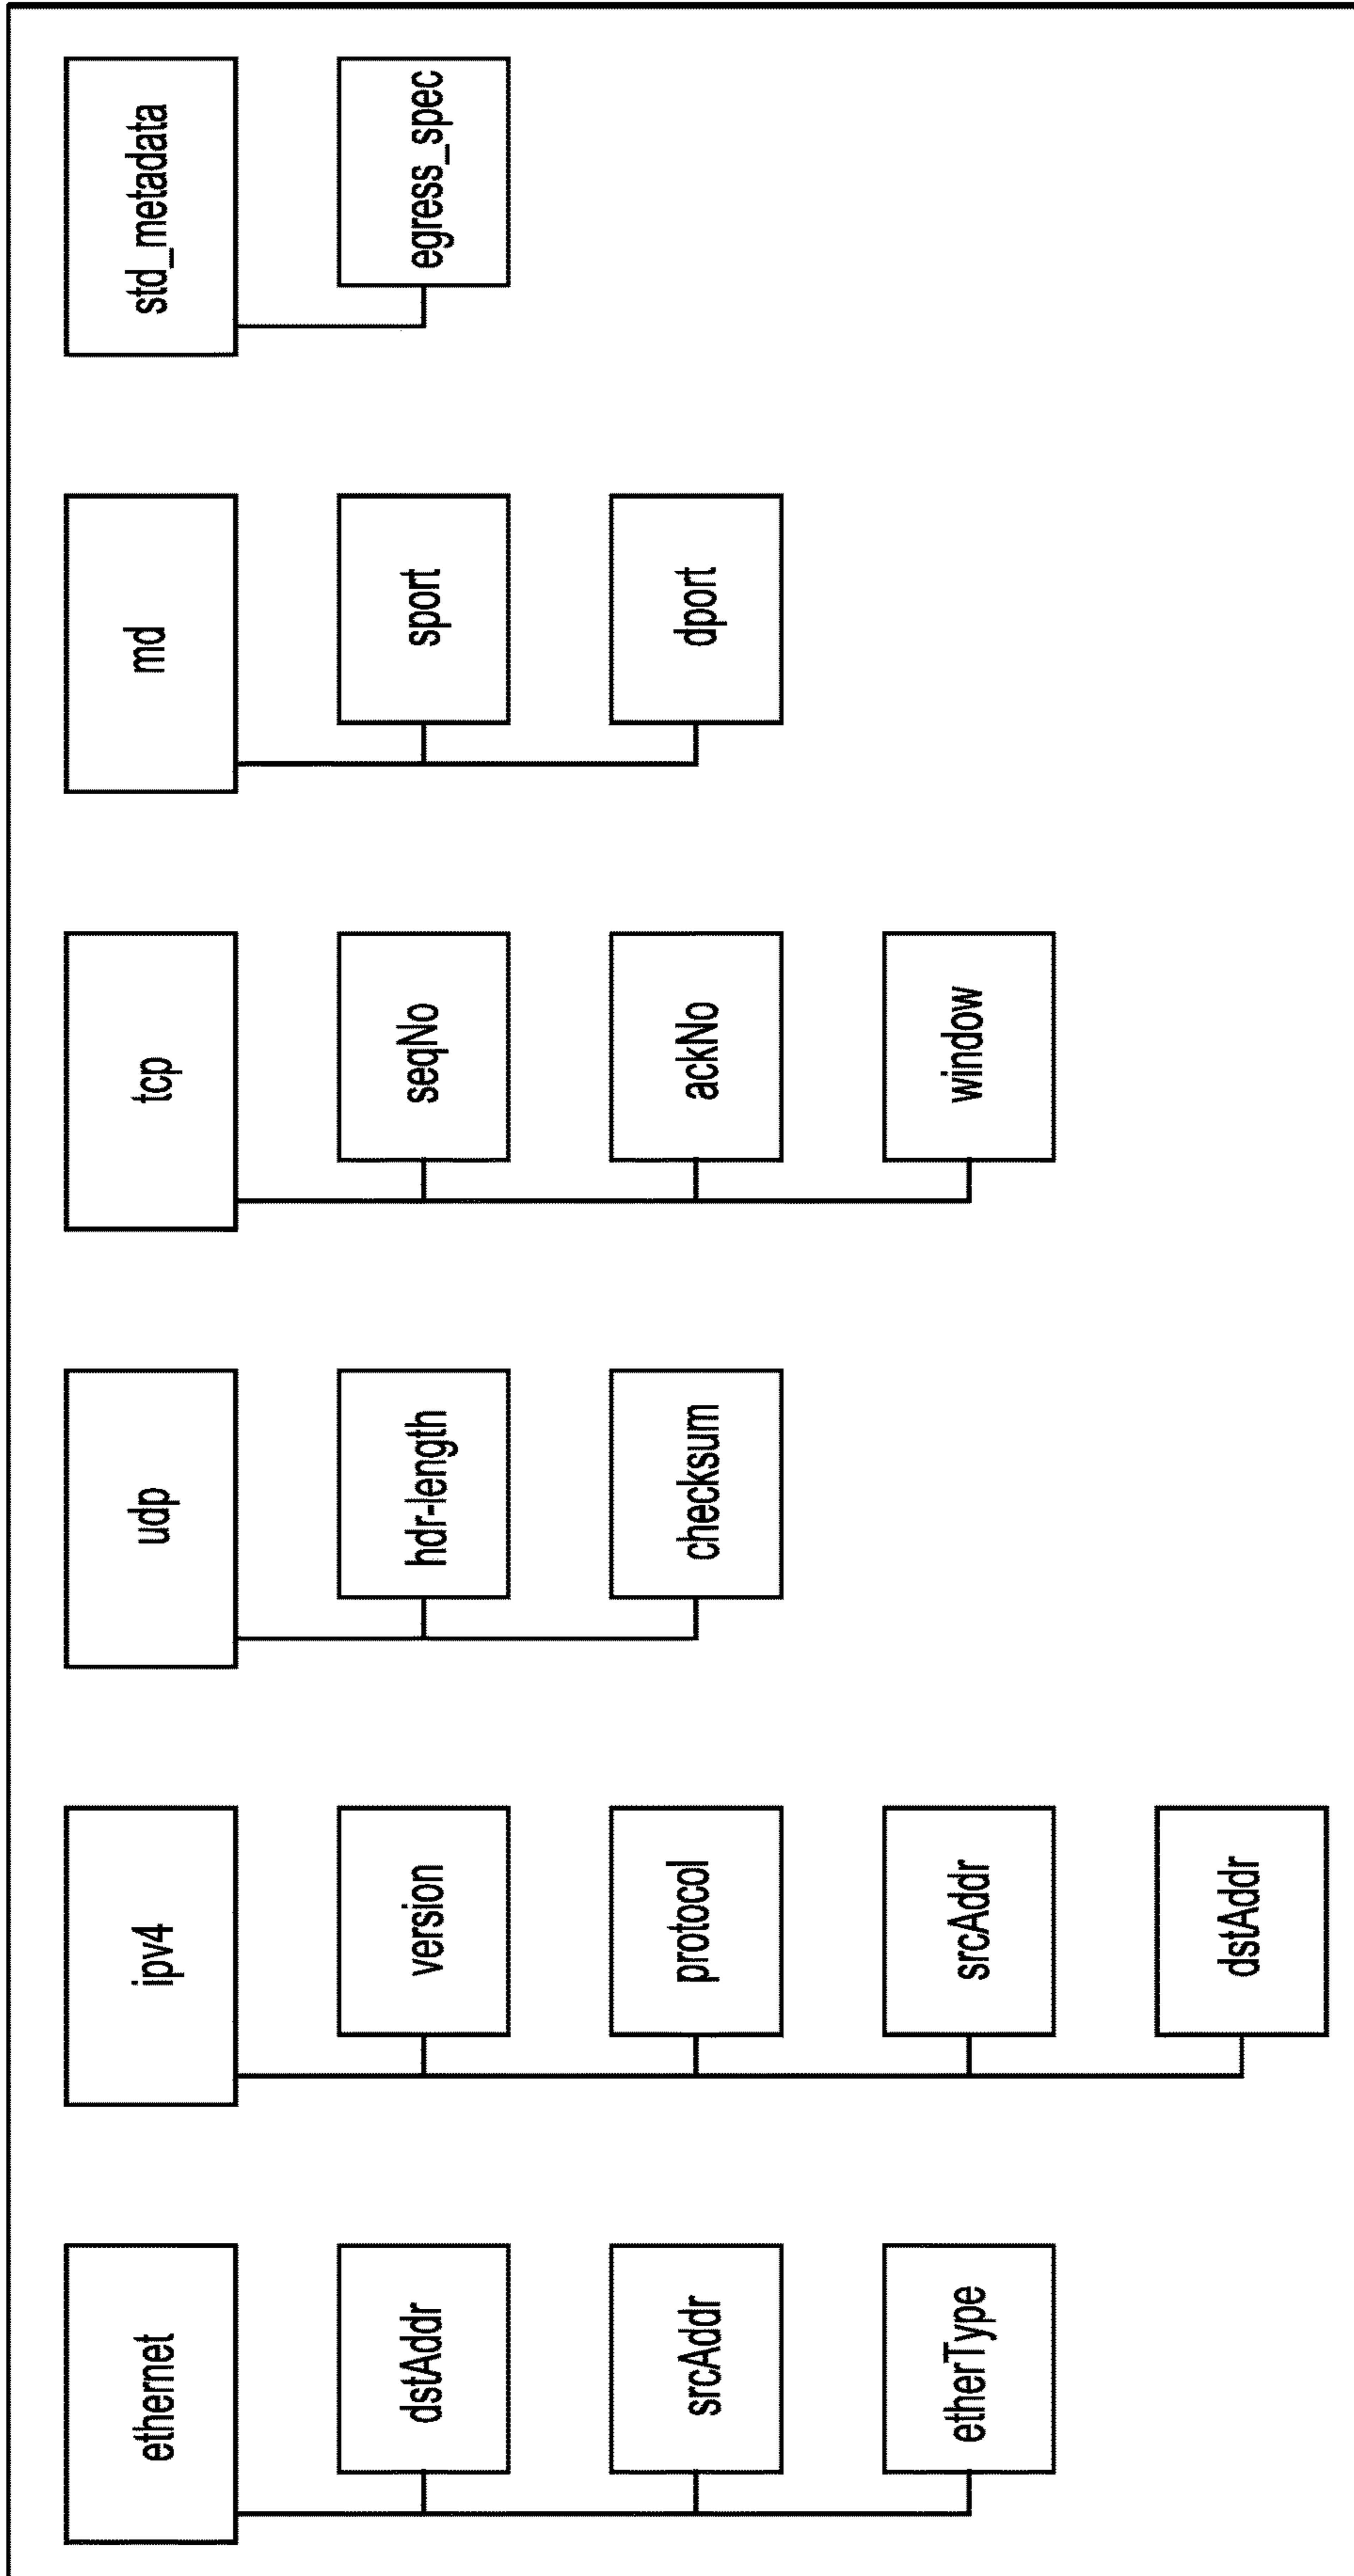 ethernet
dstAddr
srcAddr
etherType
ipv4
version
protocol
srcAddr
dstAddr
udp
hdr-length
checksum
tcp
seqNo
ackNo
window
md
sport
dport
std_metadata
egress_spec